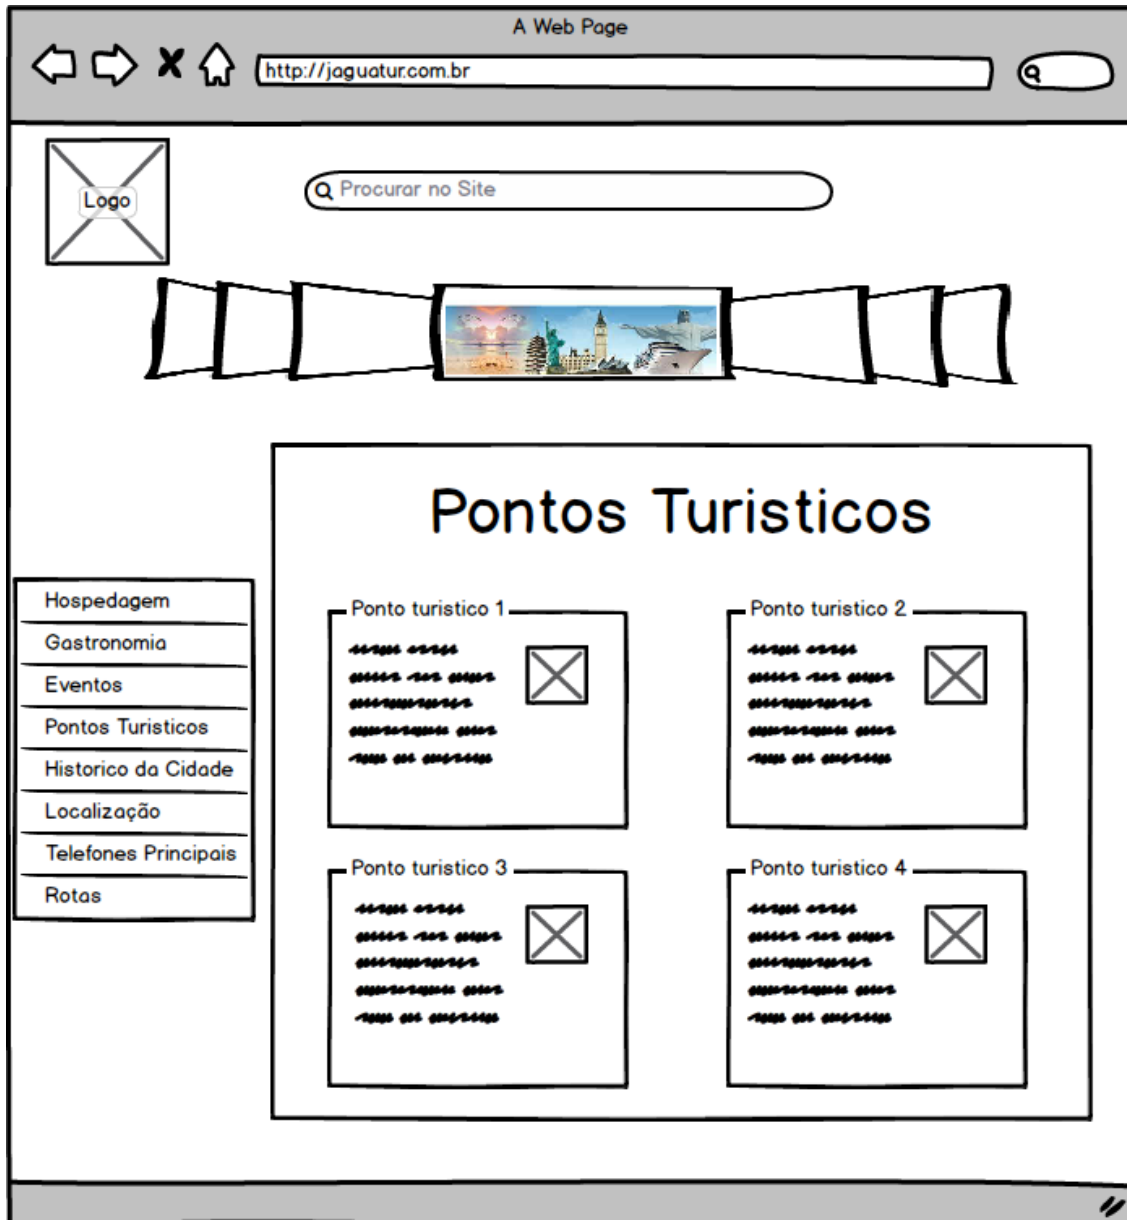 A Web Page
http://jaguatur.com.br
Logo
Procurar no Site
Pontos Turisticos
Hospedagem
Gastronomia
Eventos
Pontos Turisticos
Historico da Cidade
Localização
Telefones Principais
Rotas
Ponto turistico 1
Ponto turistico 2
Ponto turistico 3
Ponto turistico 4